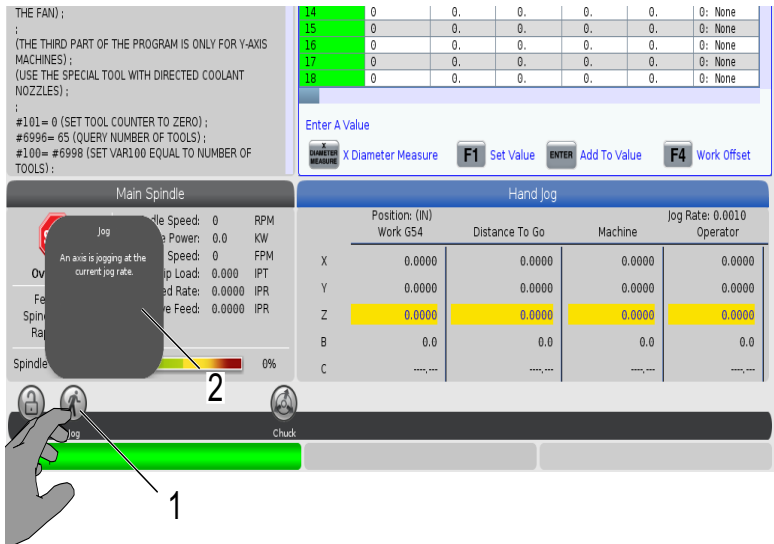 THE FAN) ;
;
(THE THIRD PART OF THE PROGRAM IS ONLY FOR Y-AXIS
MACHINES) ;
(USE THE SPECIAL TOOL WITH DIRECTED COOLANT
NOZZLES) ;
;
#101= 0 (SET TOOL COUNTER TO ZERO) ;
#6996= 65 (QUERY NUMBER OF TOOLS) ;
#100= #6998 (SET VAR100 EQUAL TO NUMBER OF
TOOLS) ;
14 0 0. 0. 0. 0. 0: None
15 0 0. 0. 0. 0. 0: None
16 0 0. 0. 0. 0. 0: None
17 0 0. 0. 0. 0. 0: None
18 0 0. 0. 0. 0. 0: None
Enter A Value
X DIAMETER MEASURE X Diameter Measure F1 Set Value ENTER Add To Value F4 Work Offset
Main Spindle
Speed: 0 RPM
Power: 0.0 KW
Speed: 0 FPM
Load: 0.000 IPT
Rate: 0.0000 IPR
Feed: 0.0000 IPR
Spindle 0%
Jog
An axis is jogging at the
current jog rate.
2
Hand Jog
Position: (IN) Jog Rate: 0.0010
Work G54 Distance To Go Machine Operator
X 0.0000 0.0000 0.0000 0.0000
Y 0.0000 0.0000 0.0000 0.0000
Z 0.0000 0.0000 0.0000 0.0000
B 0.0 0.0 0.0 0.0
C ----.--- ----.--- ----.--- ----.---
Jog Chuck
1